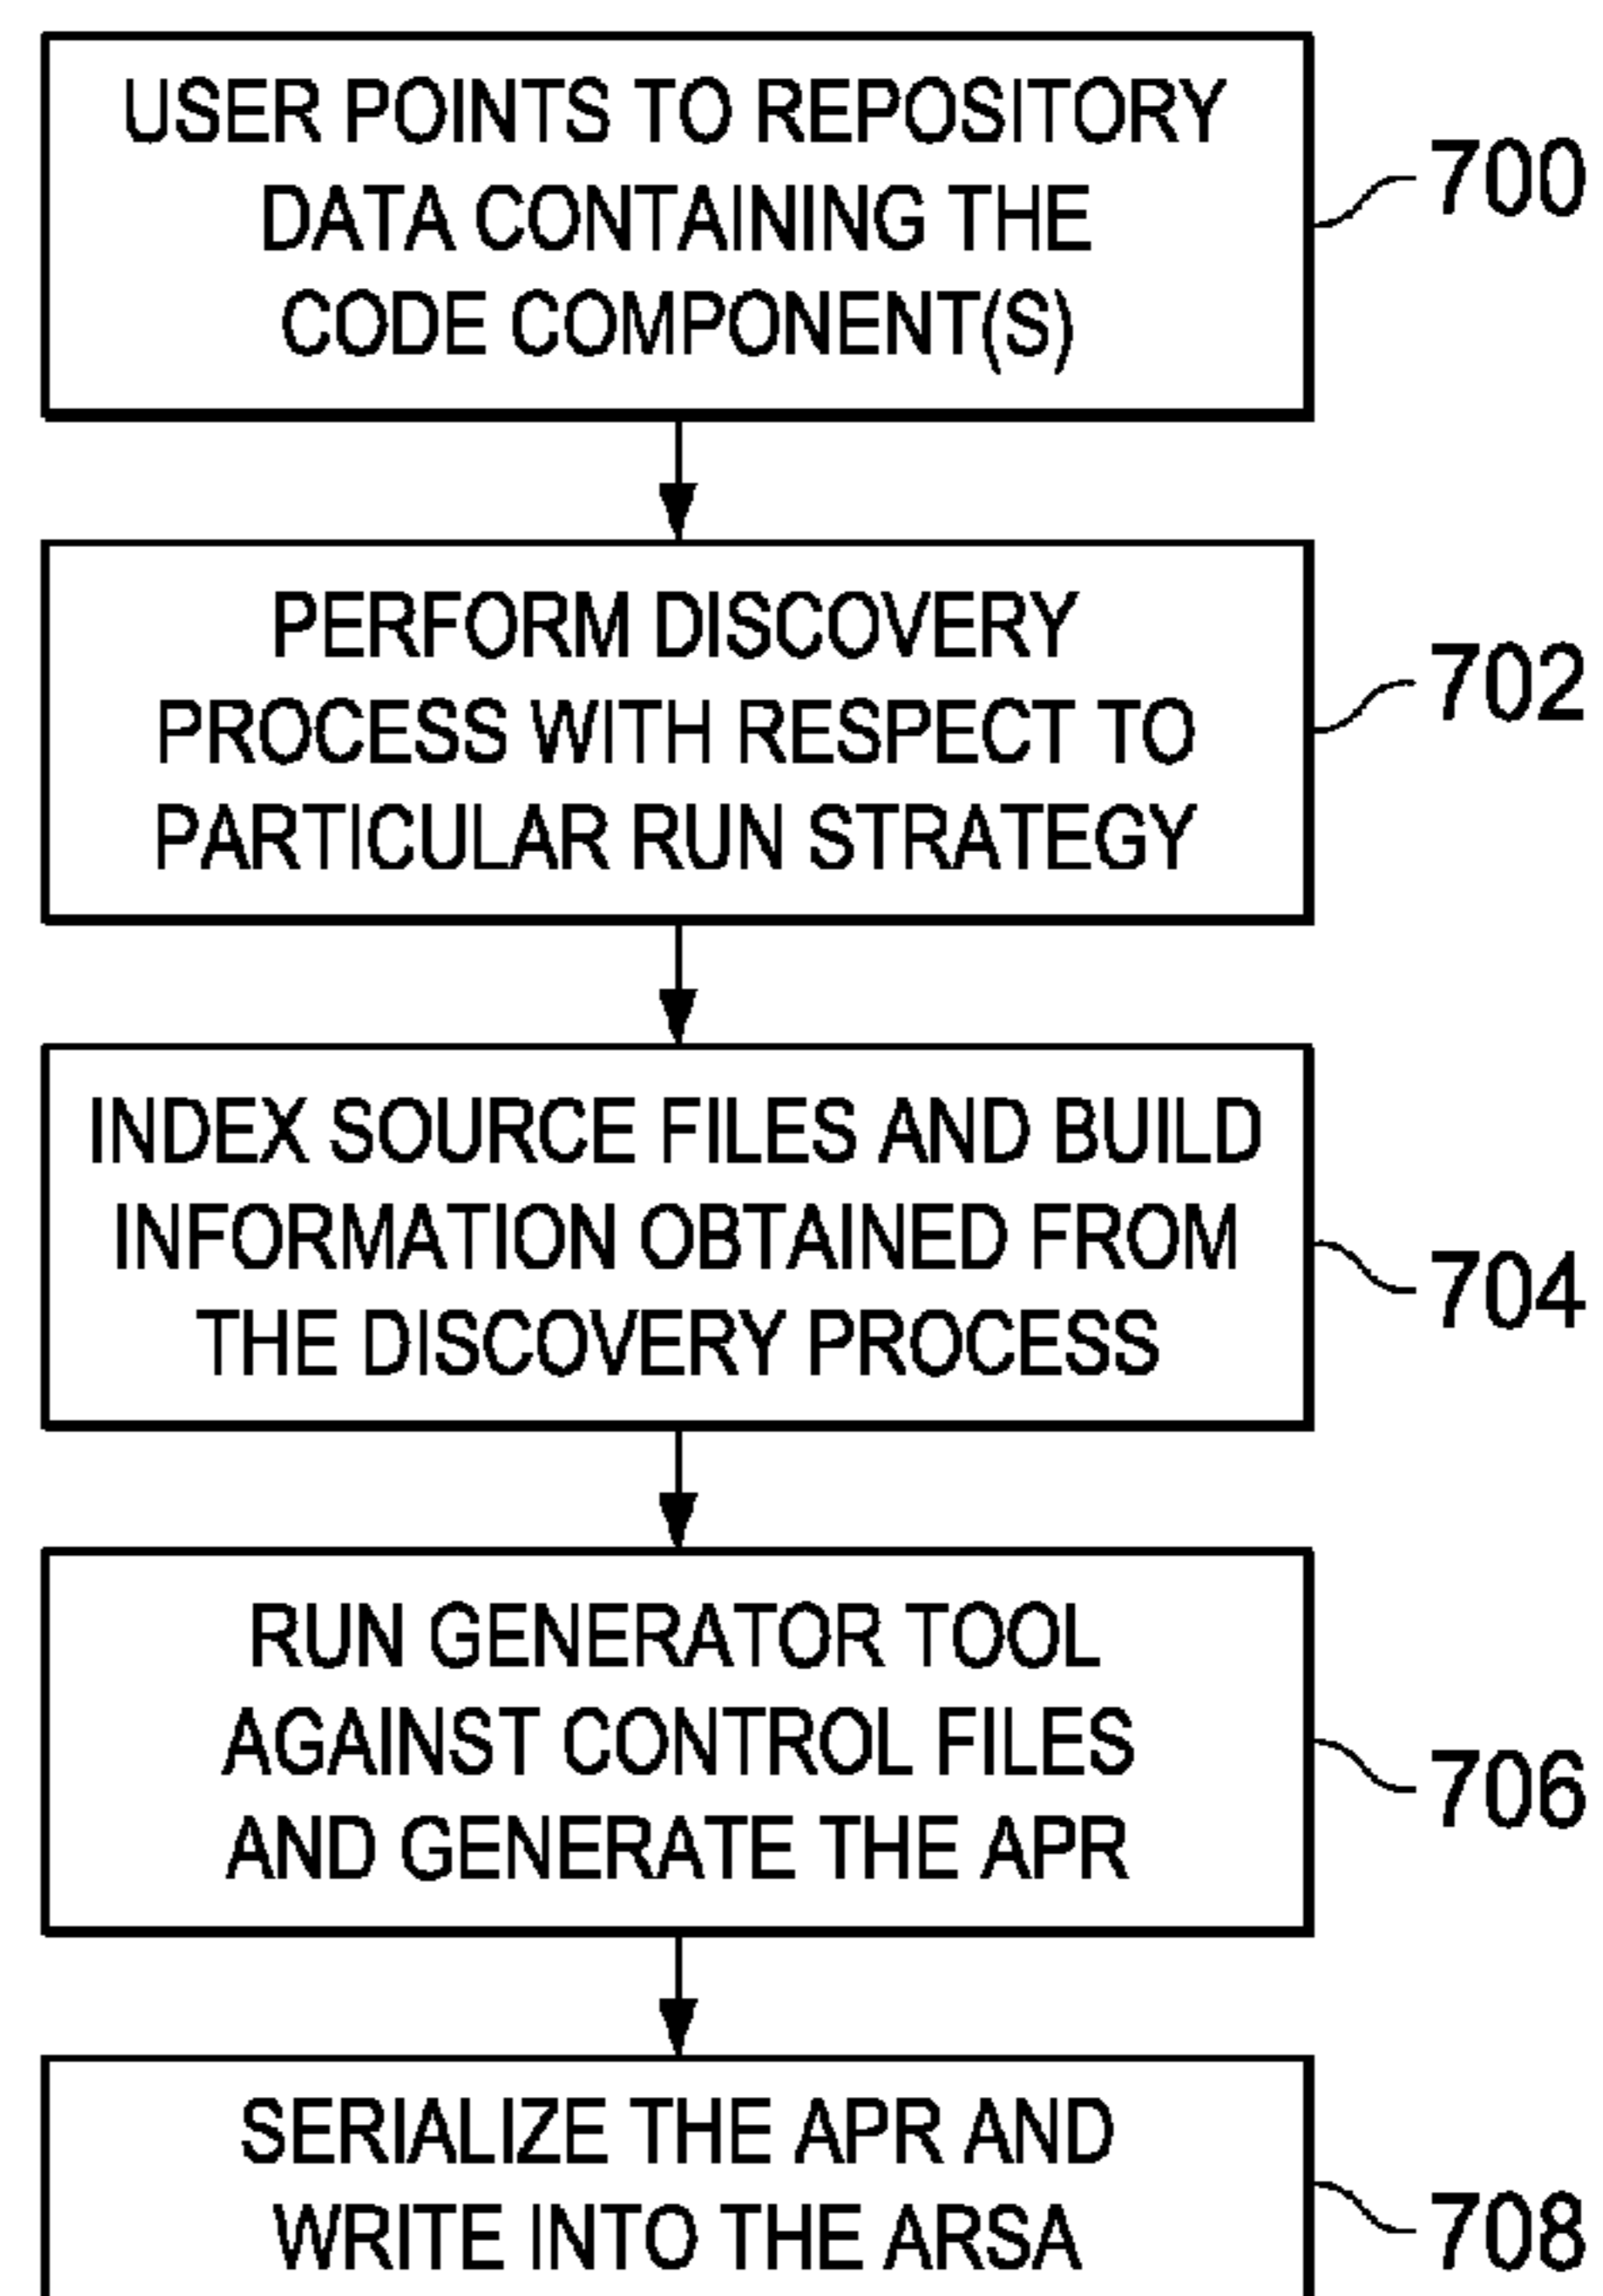 USER POINTS TO REPOSITORY
DATA CONTAINING THE
CODE COMPONENT(S)
700
PERFORM DISCOVERY
PROCESS WITH RESPECT TO
PARTICULAR RUN STRATEGY
702
INDEX SOURCE FILES AND BUILD
INFORMATION OBTAINED FROM
THE DISCOVERY PROCESS
704
RUN GENERATOR TOOL
AGAINST CONTROL FILES
AND GENERATE THE APR
706
SERIALIZE THE APR AND
WRITE INTO THE ARSA
708